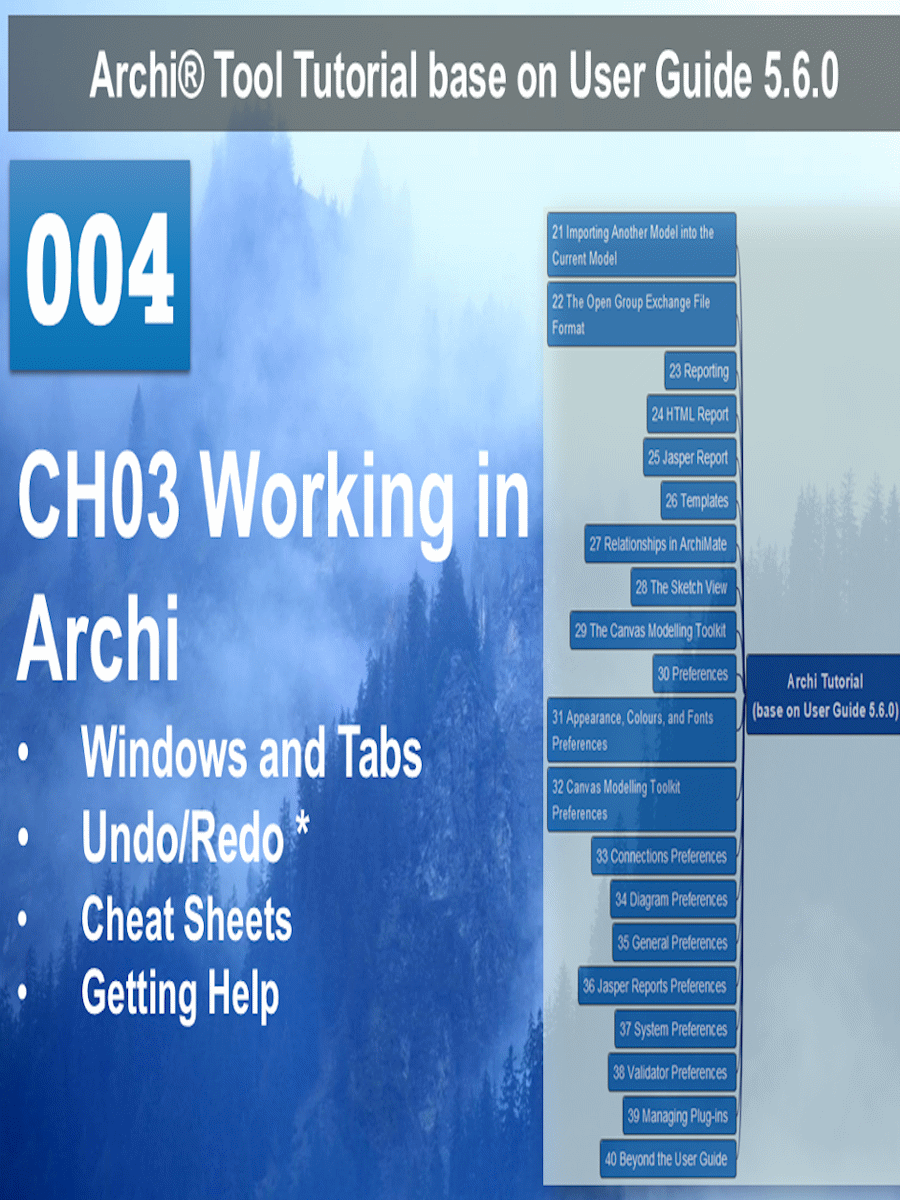 Archi® Tool Tutorial base on User Guide 5.6.0
004
CH03 Working in
Archi
• Windows and Tabs
• Undo/Redo *
• Cheat Sheets
• Getting Help
21 Importing Another Model into the
Current Model
22 The Open Group Exchange File
Format
23 Reporting
24 HTML Report
25 Jasper Report
26 Templates
27 Relationships in ArchiMate
28 The Sketch View
29 The Canvas Modelling Toolkit
30 Preferences
31 Appearance, Colours, and Fonts
Preferences
32 Canvas Modelling Toolkit
Preferences
33 Connections Preferences
34 Diagram Preferences
35 General Preferences
36 Jasper Reports Preferences
37 System Preferences
38 Validator Preferences
39 Managing Plug-ins
40 Beyond the User Guide
Archi Tutorial
(base on User Guide 5.6.0)